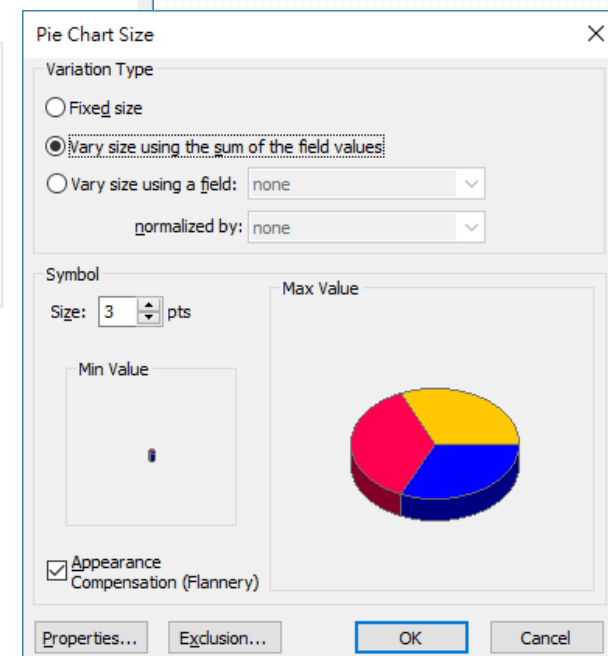 Pie Chart Size
Variation Type
Fixed size
Vary size using the sum of the field values
Vary size using a field: none
normalized by: none
Symbol
Size: 3 pts
Max Value
Min Value
Appearance
Compensation (Flannery)
Properties... Exclusion... OK Cancel